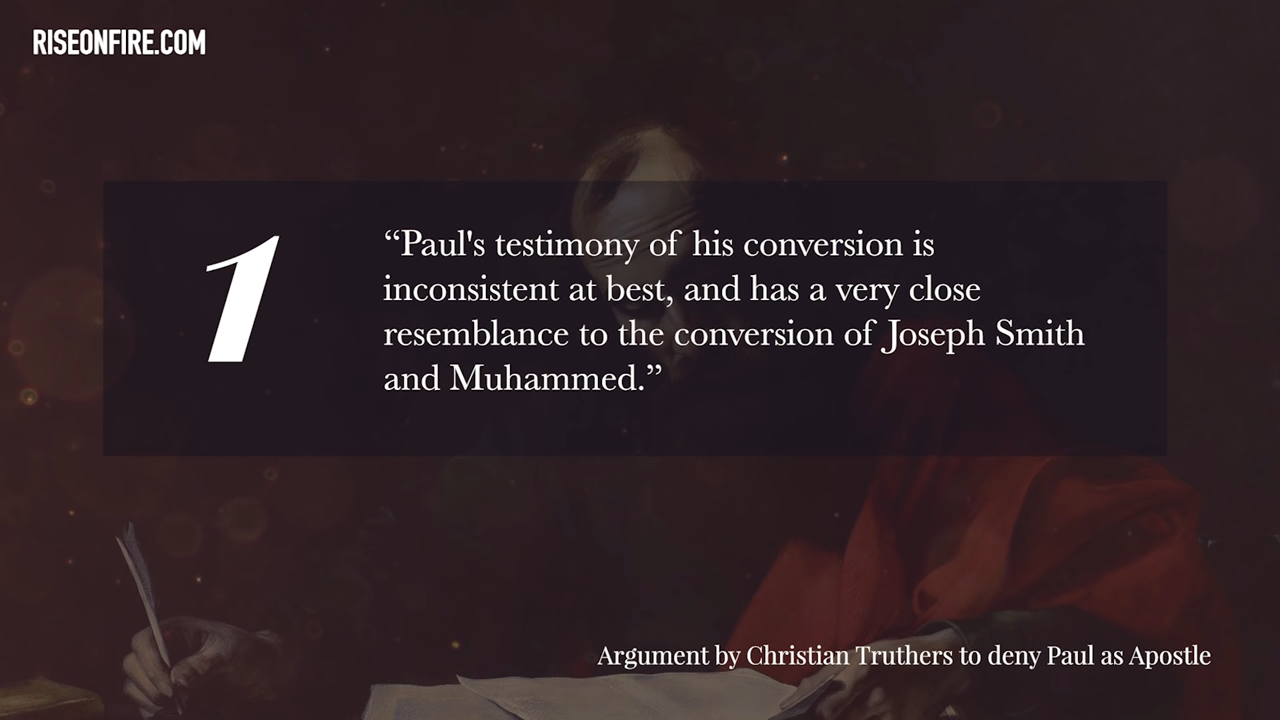 RISEONFIRE.COM
1
“Paul's testimony of his conversion is
inconsistent at best, and has a very close
resemblance to the conversion of Joseph Smith
and Muhammed.”
Argument by Christian Truthers to deny Paul as Apostle